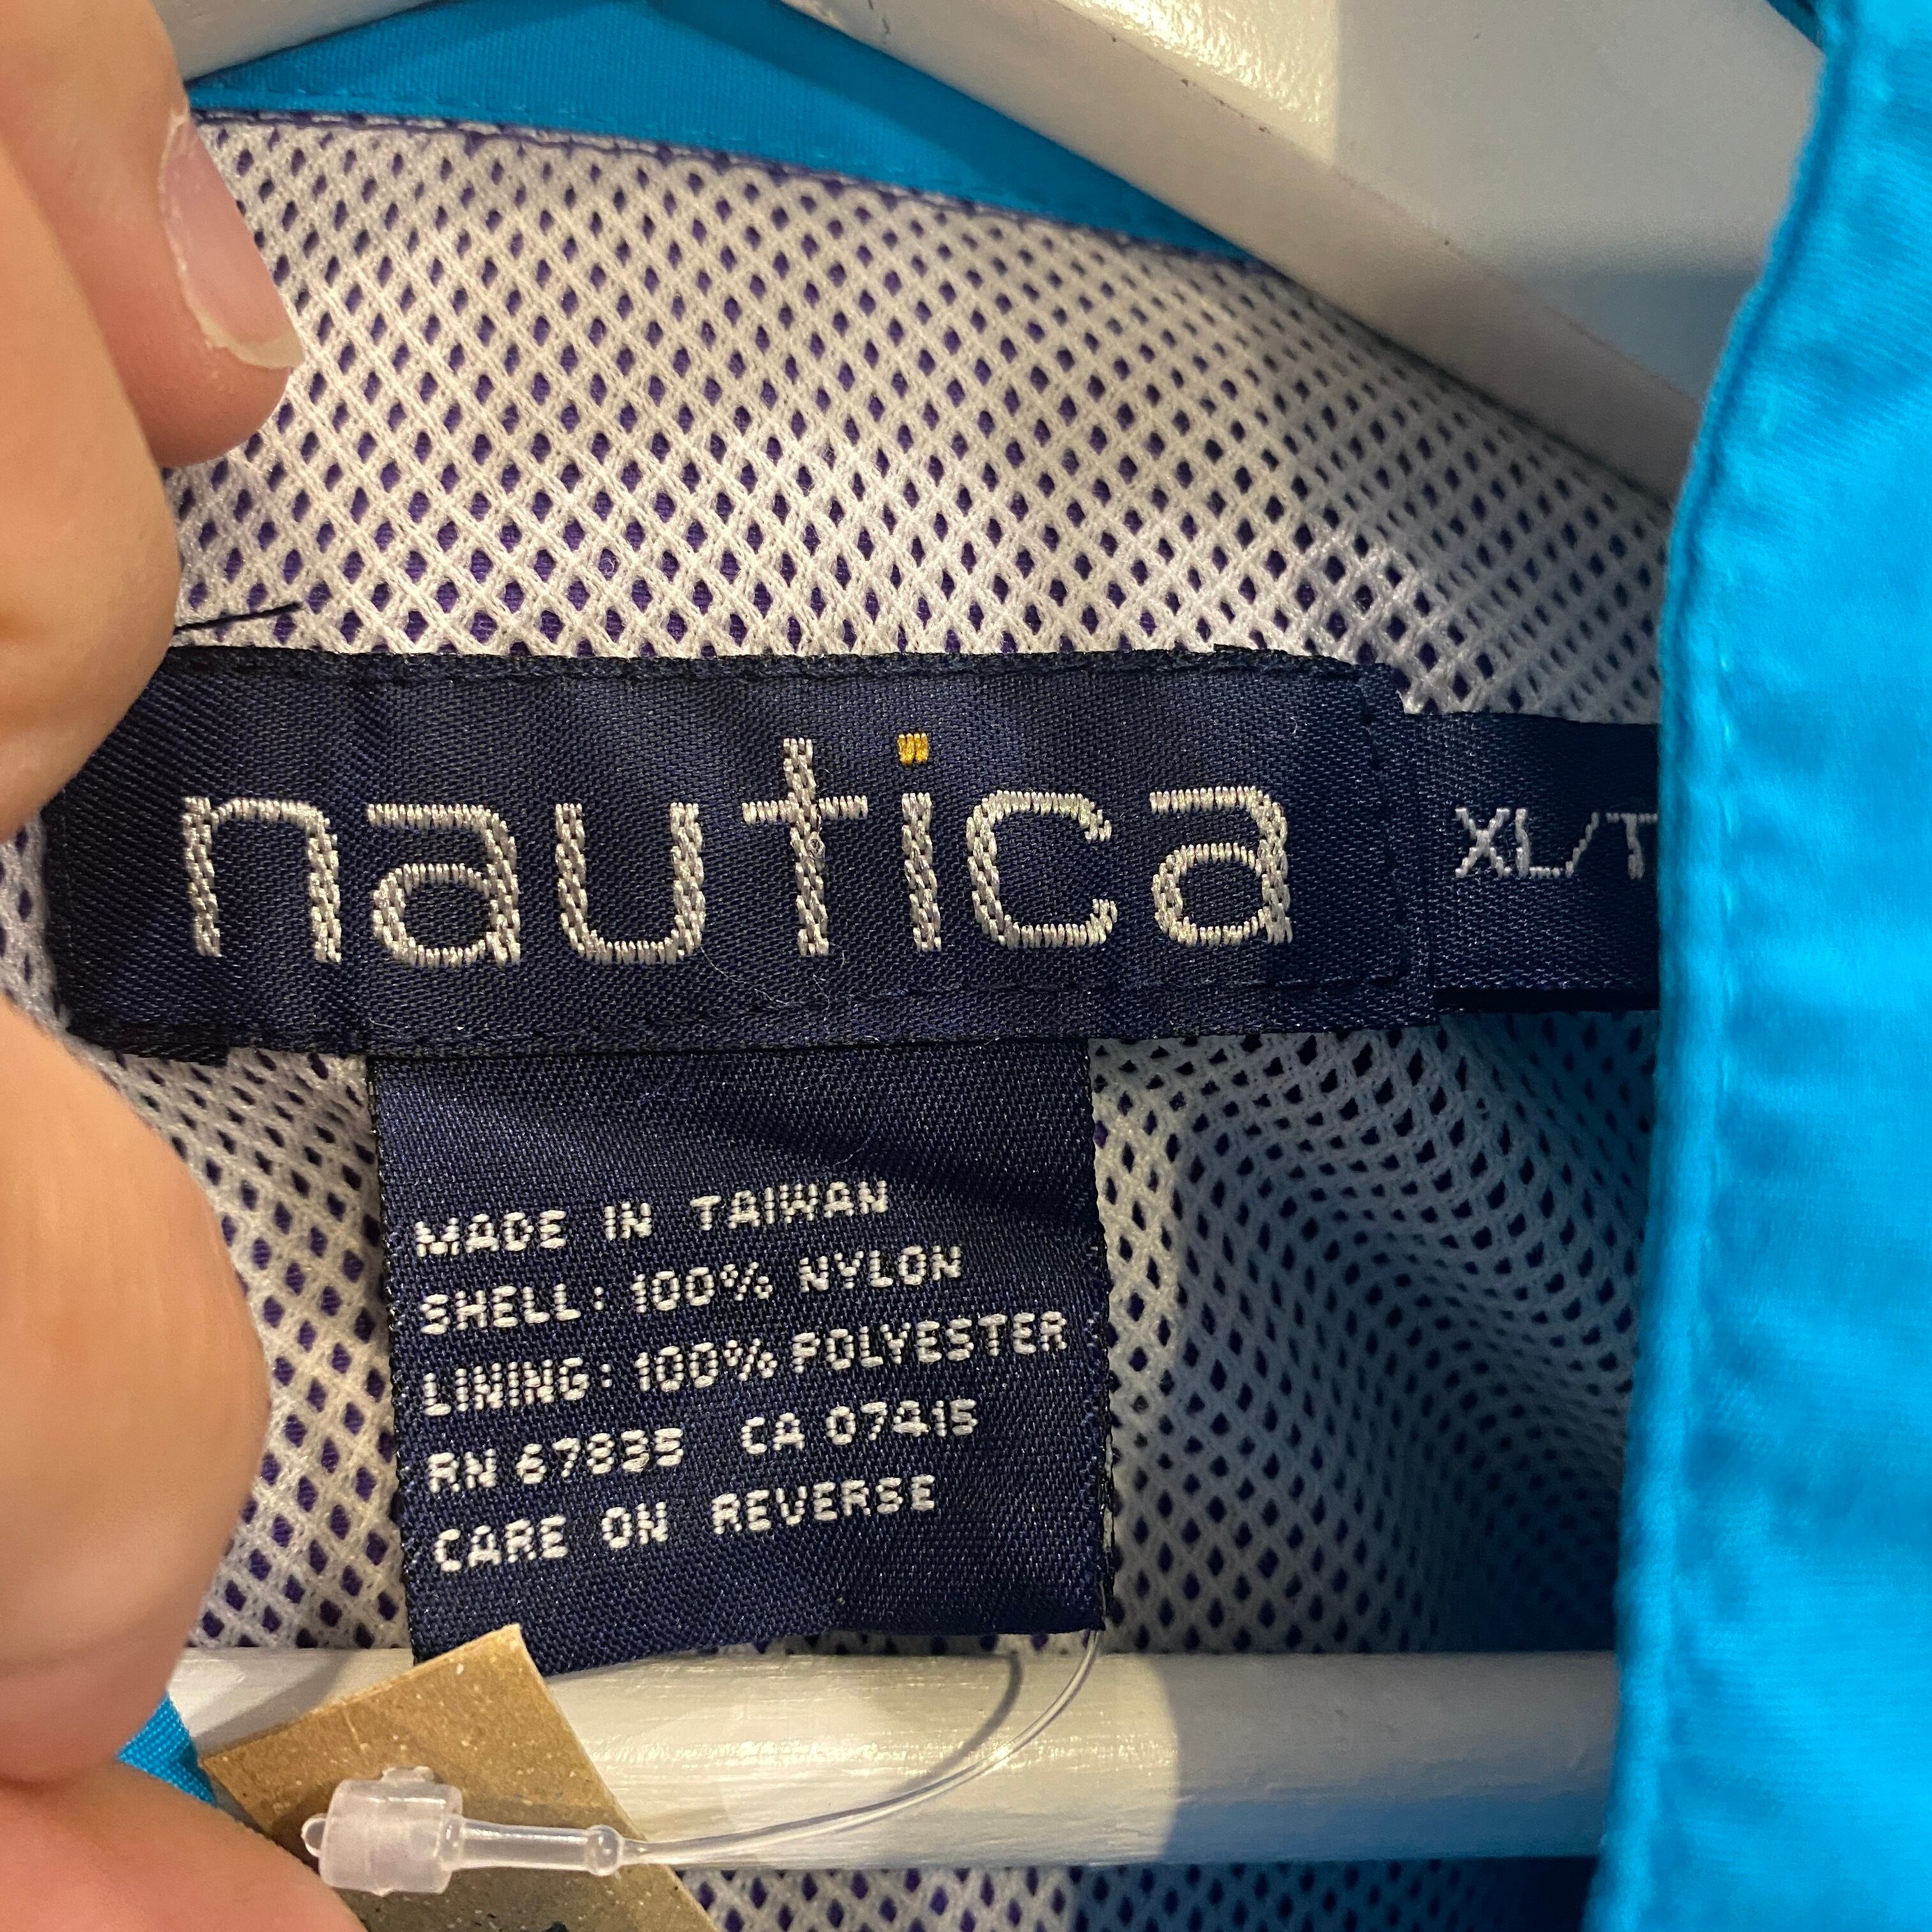 nautica
XL/T
MADE IN TAIWAN
SHELL: 100% NYLON
LINING: 100% POLYESTER
RN 67835 CA 07415
CARE ON REVERSE